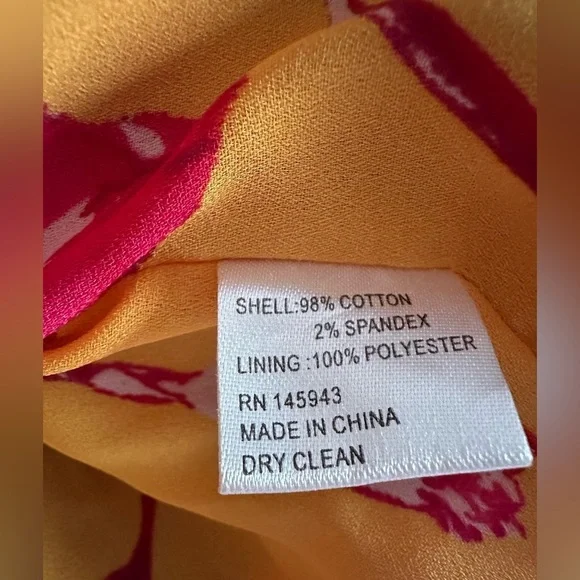 SHELL:98% COTTON
2% SPANDEX
LINING :100% POLYESTER
RN 145943
MADE IN CHINA
DRY CLEAN